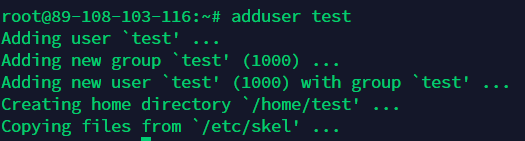 root@89-108-103-116:~# adduser test
Adding user `test' ...
Adding new group `test' (1000) ...
Adding new user `test' (1000) with group `test' ...
Creating home directory `/home/test' ...
Copying files from `/etc/skel' ...